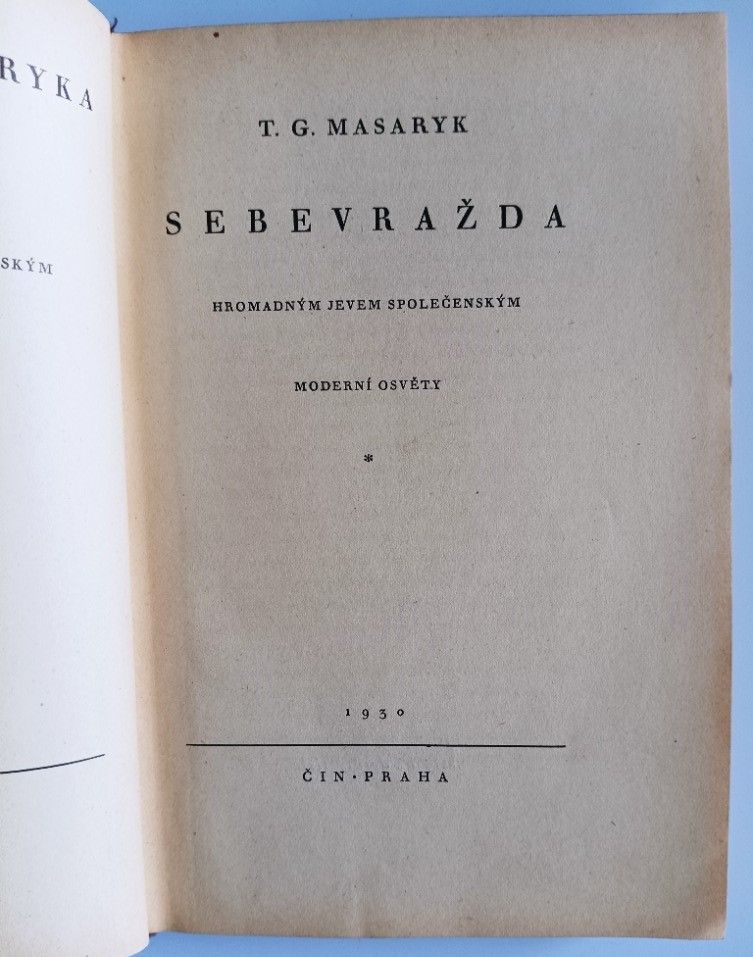 RYKA
SKÝM
T. G. MASARYK
SEBEVRAŽDA
HROMADNÝM JEVEM SPOLEČENSKÝM
MODERNÍ OSVĚTY
*
1930
ČIN · PRAHA